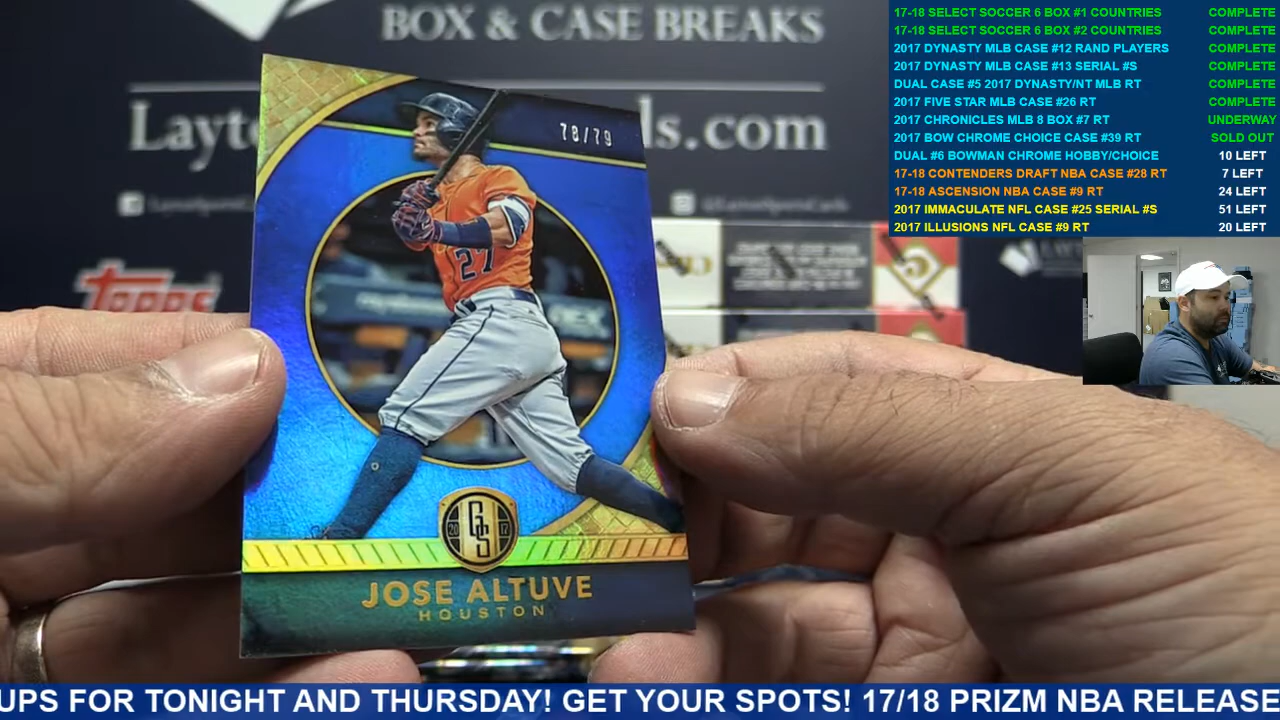 BOX & CASE BREAKS
Layto ds.com
TOPPS
78/79
27
20 GS 17
JOSE ALTUVE
HOUSTON
17-18 SELECT SOCCER 6 BOX #1 COUNTRIES COMPLETE
17-18 SELECT SOCCER 6 BOX #2 COUNTRIES COMPLETE
2017 DYNASTY MLB CASE #12 RAND PLAYERS COMPLETE
2017 DYNASTY MLB CASE #13 SERIAL #S COMPLETE
DUAL CASE #5 2017 DYNASTY/NT MLB RT COMPLETE
2017 FIVE STAR MLB CASE #26 RT COMPLETE
2017 CHRONICLES MLB 8 BOX #7 RT UNDERWAY
2017 BOW CHROME CHOICE CASE #39 RT SOLD OUT
DUAL #6 BOWMAN CHROME HOBBY/CHOICE 10 LEFT
17-18 CONTENDERS DRAFT NBA CASE #28 RT 7 LEFT
17-18 ASCENSION NBA CASE #9 RT 24 LEFT
2017 IMMACULATE NFL CASE #25 SERIAL #S 51 LEFT
2017 ILLUSIONS NFL CASE #9 RT 20 LEFT
UPS FOR TONIGHT AND THURSDAY! GET YOUR SPOTS! 17/18 PRIZM NBA RELEASE